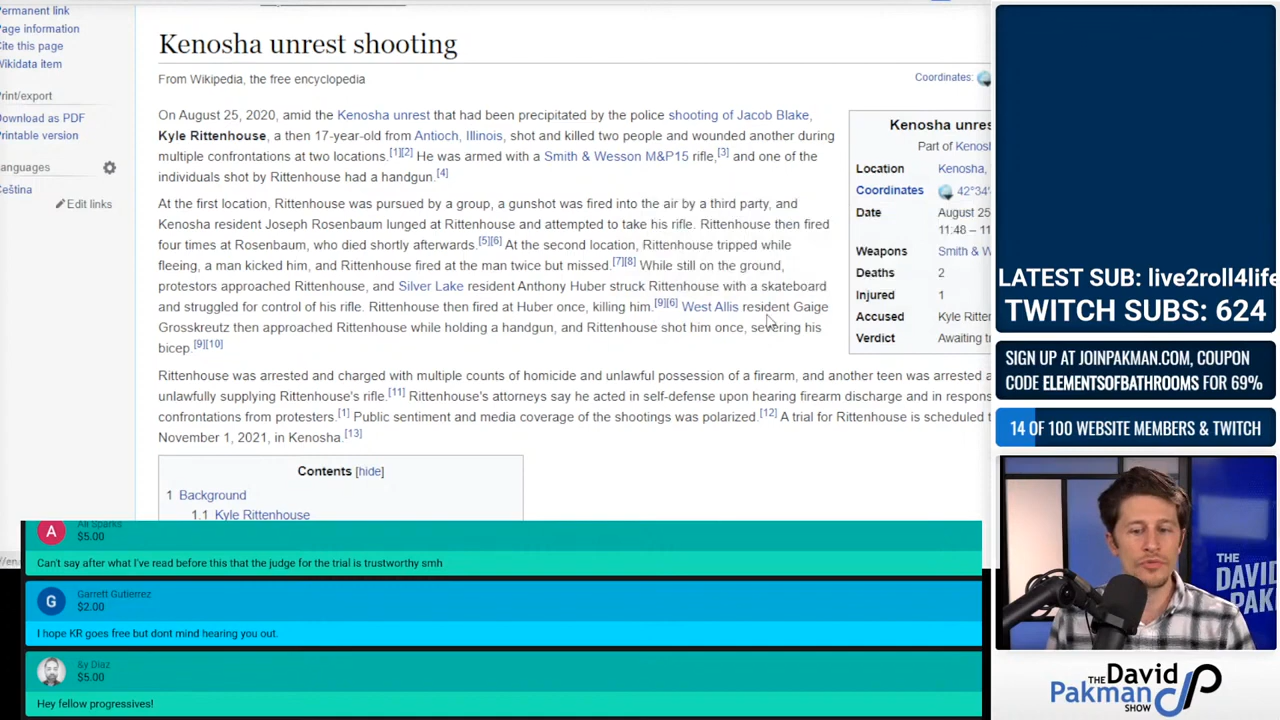 Permanent link
Page information
Cite this page
Wikidata item
Print/export
Download as PDF
Printable version
Languages
Čeština
Edit links
Kenosha unrest shooting
From Wikipedia, the free encyclopedia
Coordinates:
On August 25, 2020, amid the Kenosha unrest that had been precipitated by the police shooting of Jacob Blake,
Kyle Rittenhouse, a then 17-year-old from Antioch, Illinois, shot and killed two people and wounded another during
multiple confrontations at two locations.[1][2] He was armed with a Smith & Wesson M&P15 rifle,[3] and one of the
individuals shot by Rittenhouse had a handgun.[4]
At the first location, Rittenhouse was pursued by a group, a gunshot was fired into the air by a third party, and
Kenosha resident Joseph Rosenbaum lunged at Rittenhouse and attempted to take his rifle. Rittenhouse then fired
four times at Rosenbaum, who died shortly afterwards.[5][6] At the second location, Rittenhouse tripped while
fleeing, a man kicked him, and Rittenhouse fired at the man twice but missed.[7][8] While still on the ground,
protestors approached Rittenhouse, and Silver Lake resident Anthony Huber struck Rittenhouse with a skateboard
and struggled for control of his rifle. Rittenhouse then fired at Huber once, killing him.[9][6] West Allis resident Gaige
Grosskreutz then approached Rittenhouse while holding a handgun, and Rittenhouse shot him once, severing his
bicep.[9][10]
Rittenhouse was arrested and charged with multiple counts of homicide and unlawful possession of a firearm, and another teen was arrested a
unlawfully supplying Rittenhouse's rifle.[11] Rittenhouse's attorneys say he acted in self-defense upon hearing firearm discharge and in respons
confrontations from protesters.[1] Public sentiment and media coverage of the shootings was polarized.[12] A trial for Rittenhouse is scheduled t
November 1, 2021, in Kenosha.[13]
Contents [hide]
1 Background
1.1 Kyle Rittenhouse
Kenosha unres
Part of Kenos
Location Kenosha,
Coordinates 42°34'
Date August 25
11:48 – 11
Weapons Smith & W
Deaths 2
Injured 1
Accused Kyle Ritte
Verdict Awaiting t
A
Ali Sparks
$5.00
Can't say after what I've read before this that the judge for the trial is trustworthy smh
G
Garrett Gutierrez
$2.00
I hope KR goes free but dont mind hearing you out.
Diaz
$5.00
Hey fellow progressives!
LATEST SUB: live2roll4life
TWITCH SUBS: 624
SIGN UP AT JOINPAKMAN.COM, COUPON
CODE ELEMENTSOFBATHROOMS FOR 69%
14 OF 100 WEBSITE MEMBERS & TWITCH
THE
DAVID
PAK
THE David
Pakman
SHOW